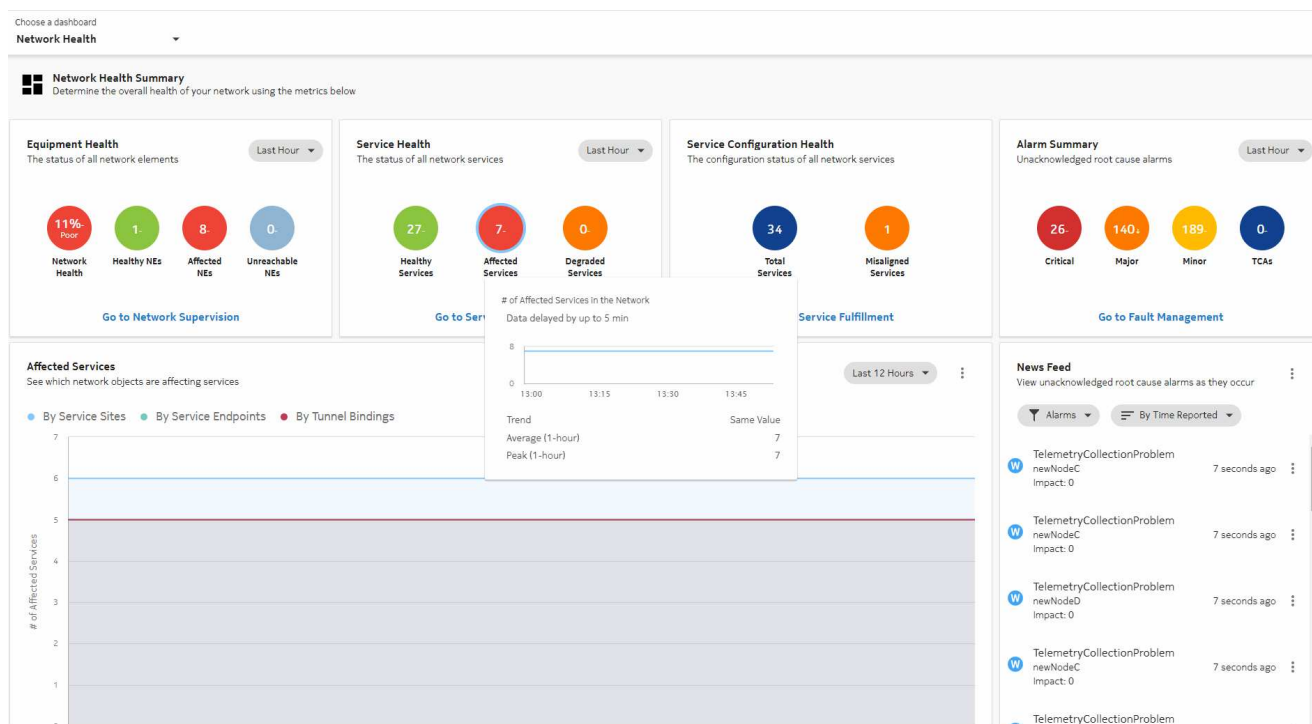 Choose a dashboard
Network Health
Network Health Summary
Determine the overall health of your network using the metrics below
Equipment Health
The status of all network elements
Last Hour
11%-
Poor
Network
Health
1-
Healthy NEs
8-
Affected
NEs
0-
Unreachable
NEs
Go to Network Supervision
Service Health
The status of all network services
Last Hour
27-
Healthy
Services
7-
Affected
Services
0-
Degraded
Services
Go to Ser
Service Configuration Health
The configuration status of all network services
34
Total
Services
1
Misaligned
Services
Service Fulfillment
Alarm Summary
Unacknowledged root cause alarms
Last Hour
26-
Critical
140↓
Major
189-
Minor
0-
TCAs
Go to Fault Management
# of Affected Services in the Network
Data delayed by up to 5 min
8
0
13:00 13:15 13:30 13:45
Trend Same Value
Average (1-hour) 7
Peak (1-hour) 7
Affected Services
See which network objects are affecting services
Last 12 Hours
By Service Sites By Service Endpoints By Tunnel Bindings
# of Affected Services
7
6
5
4
3
2
1
News Feed
View unacknowledged root cause alarms as they occur
Alarms By Time Reported
W
TelemetryCollectionProblem
newNodeC 7 seconds ago
Impact: 0
W
TelemetryCollectionProblem
newNodeC 7 seconds ago
Impact: 0
W
TelemetryCollectionProblem
newNodeD 7 seconds ago
Impact: 0
W
TelemetryCollectionProblem
newNodeC 7 seconds ago
Impact: 0
TelemetryCollectionProblem